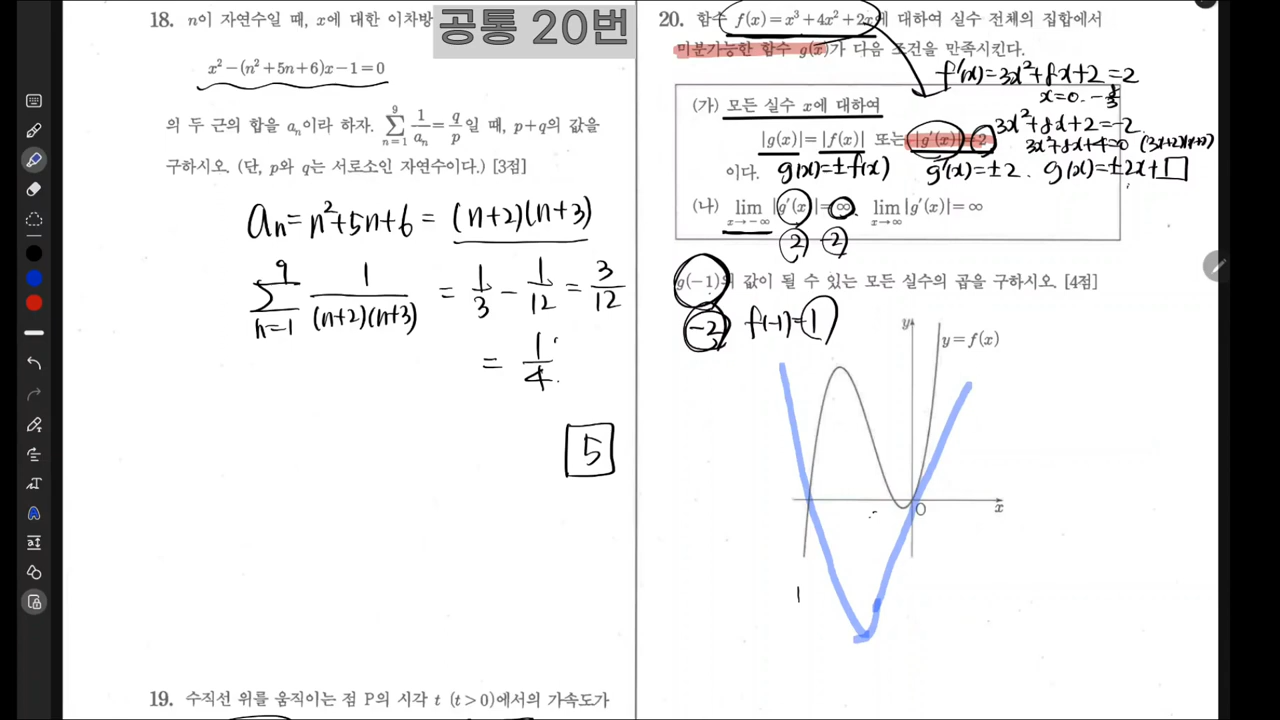 공통 20번
18. n이 자연수일 때, x에 대한 이차방
x²-(n²+5n+6)x-1=0
의 두 근의 합을 aₙ이라 하자. ∑_{n=1}^{9} 1/aₙ = q/p 일 때, p+q의 값을
구하시오. (단, p와 q는 서로소인 자연수이다.) [3점]
aₙ=n²+5n+6=(n+2)(n+3)
∑_{n=1}^{9} 1/((n+2)(n+3)) = 1/3 - 1/12 = 3/12
= 1/4
5
19. 수직선 위를 움직이는 점 P의 시각 t (t>0)에서의 가속도가
20. 함수 f(x)=x³+4x²+2x에 대하여 실수 전체의 집합에서
미분가능한 함수 g(x)가 다음 조건을 만족시킨다.
f'(x)=3x²+8x+2=2
x=0.
3x²+8x+2=-2
3x²+8x+4=0 (3x+2)(x+2)
(가) 모든 실수 x에 대하여
|g(x)|=|f(x)| 또는 |g'(x)|=2
이다. g(x)=±f(x) g'(x)=±2. g(x)=±2x+□
(나) lim_{x→-∞} |g'(x)|=∞, lim_{x→∞} |g'(x)|=∞
2 -2
g(-1)의 값이 될 수 있는 모든 실수의 곱을 구하시오. [4점]
-2 f(-1)=1
y
y=f(x)
O
x